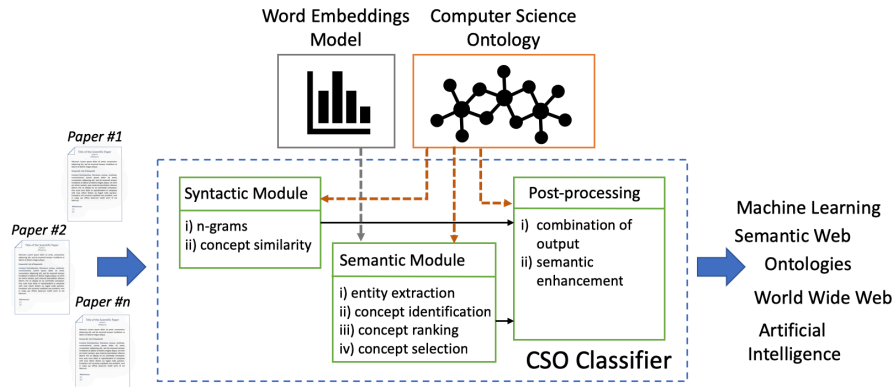 Word Embeddings
Model
Computer Science
Ontology
Paper #1
Paper #2
Paper #n
Syntactic Module
i) n-grams
ii) concept similarity
Semantic Module
i) entity extraction
ii) concept identification
iii) concept ranking
iv) concept selection
Post-processing
i) combination of
output
ii) semantic
enhancement
CSO Classifier
Machine Learning
Semantic Web
Ontologies
World Wide Web
Artificial
Intelligence